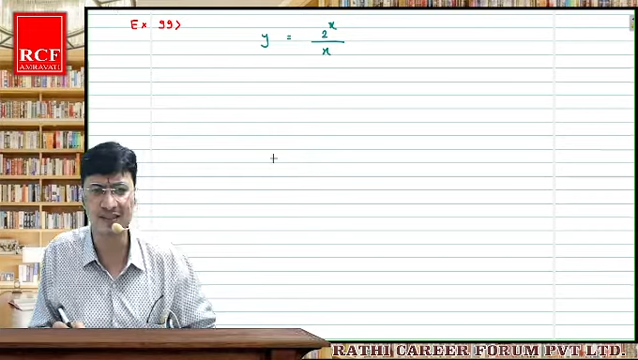 RCF
AMRAVATI
Ex 99>
y = 2^x / x
RATHI CAREER FORUM PVT LTD.